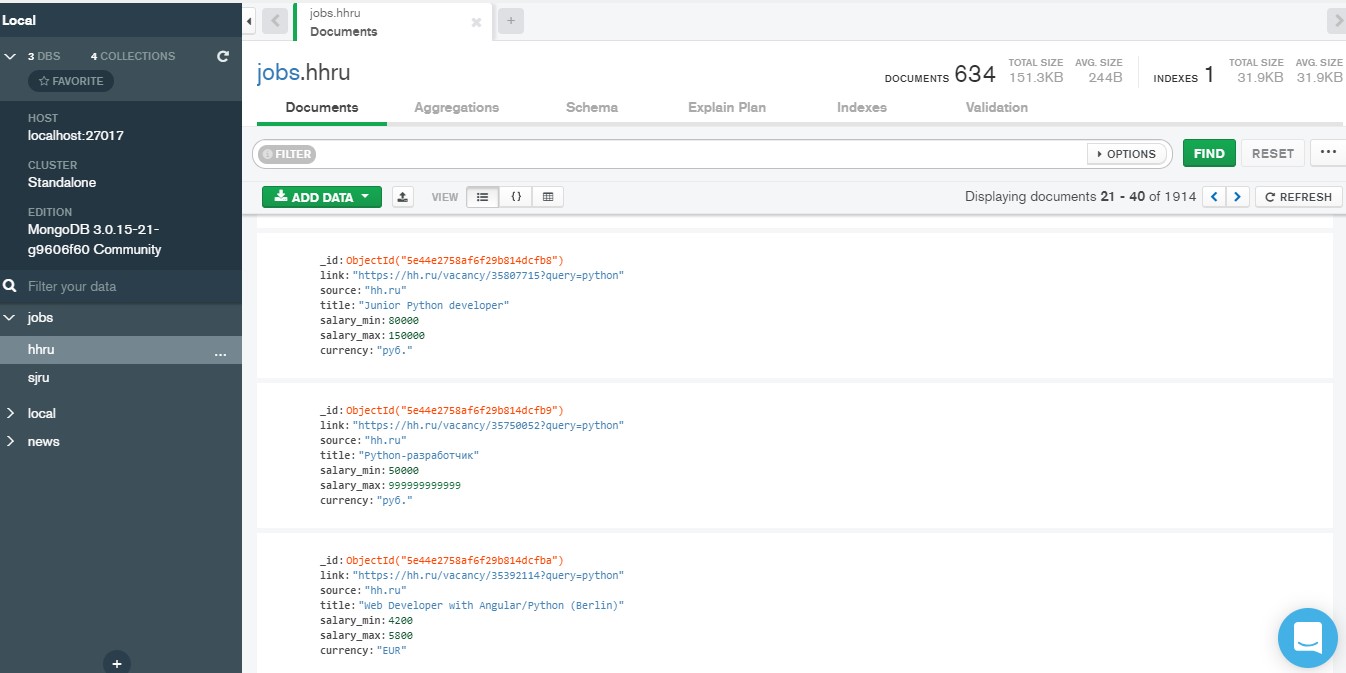 Local
3 DBS 4 COLLECTIONS
FAVORITE
HOST
localhost:27017
CLUSTER
Standalone
EDITION
MongoDB 3.0.15-21-
g9606f60 Community
Filter your data
jobs
hhru ...
sjru
local
news
jobs.hhru
Documents
jobs.hhru
DOCUMENTS 634 TOTAL SIZE 151.3KB AVG. SIZE 244B INDEXES 1 TOTAL SIZE 31.9KB AVG. SIZE 31.9KB
Documents Aggregations Schema Explain Plan Indexes Validation
FILTER OPTIONS FIND RESET ...
ADD DATA VIEW {} Displaying documents 21 - 40 of 1914 < > REFRESH
_id: ObjectId("5e44e2758af6f29b814dcfb8")
link: "https://hh.ru/vacancy/35807715?query=python"
source: "hh.ru"
title: "Junior Python developer"
salary_min: 80000
salary_max: 150000
currency: "руб."
_id: ObjectId("5e44e2758af6f29b814dcfb9")
link: "https://hh.ru/vacancy/35750052?query=python"
source: "hh.ru"
title: "Python-разработчик"
salary_min: 50000
salary_max: 999999999999
currency: "руб."
_id: ObjectId("5e44e2758af6f29b814dcfba")
link: "https://hh.ru/vacancy/35392114?query=python"
source: "hh.ru"
title: "Web Developer with Angular/Python (Berlin)"
salary_min: 4200
salary_max: 5800
currency: "EUR"